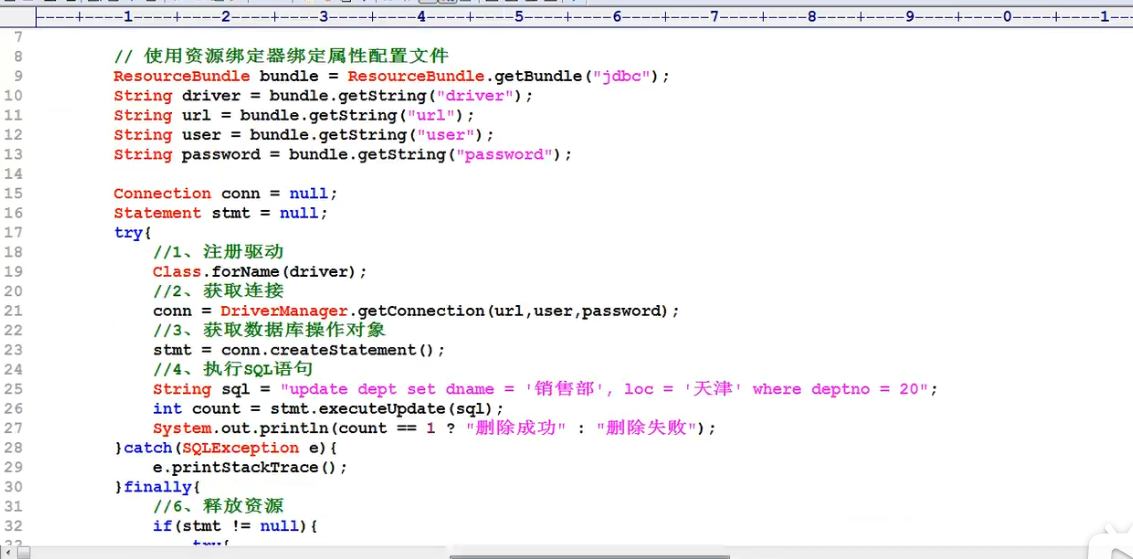 ----+----1----+----2----+----3----+----4----+----5----+----6----+----7----+----8----+----9----+----0----+----1--
7
8 // 使用资源绑定器绑定属性配置文件
9 ResourceBundle bundle = ResourceBundle.getBundle("jdbc");
10 String driver = bundle.getString("driver");
11 String url = bundle.getString("url");
12 String user = bundle.getString("user");
13 String password = bundle.getString("password");
14
15 Connection conn = null;
16 Statement stmt = null;
17 try{
18 //1、注册驱动
19 Class.forName(driver);
20 //2、获取连接
21 conn = DriverManager.getConnection(url,user,password);
22 //3、获取数据库操作对象
23 stmt = conn.createStatement();
24 //4、执行SQL语句
25 String sql = "update dept set dname = '销售部', loc = '天津' where deptno = 20";
26 int count = stmt.executeUpdate(sql);
27 System.out.println(count == 1 ? "删除成功" : "删除失败");
28 }catch(SQLException e){
29 e.printStackTrace();
30 }finally{
31 //6、释放资源
32 if(stmt != null){
33 try{